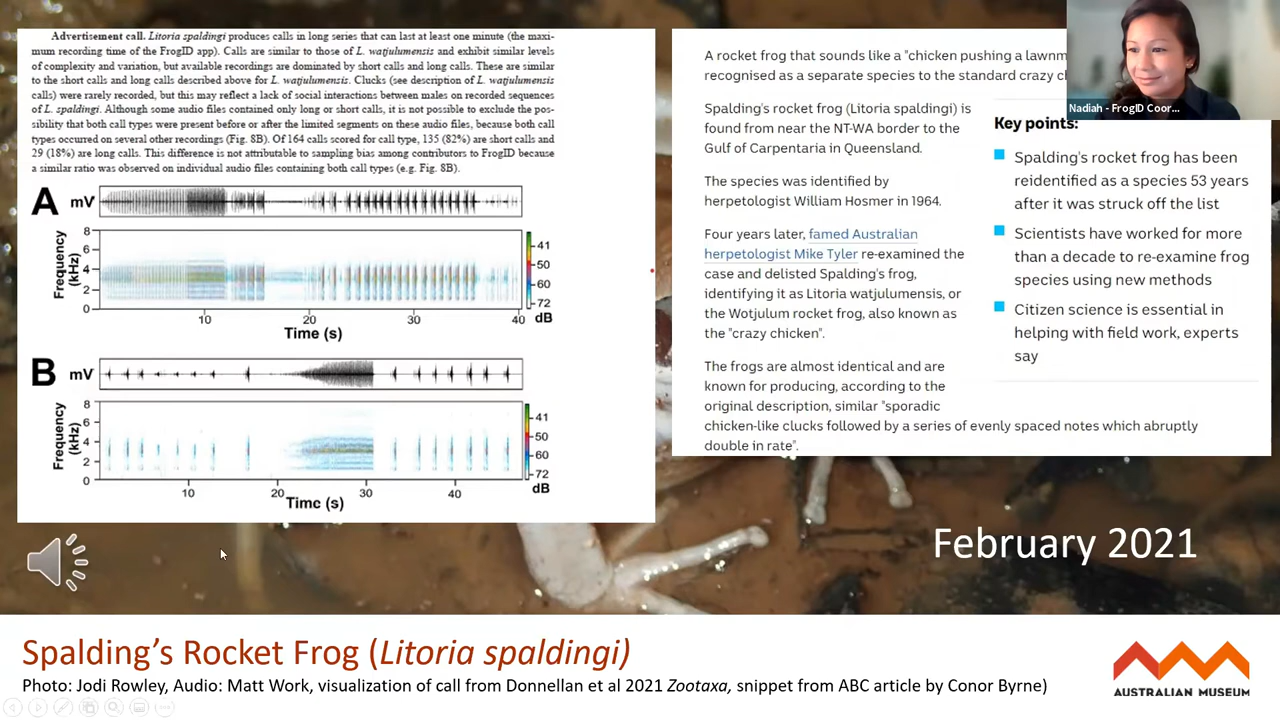 Advertisement call. Litoria spaldingi produces calls in long series that can last at least one minute (the maxi-
mum recording time of the FrogID app). Calls are similar to those of L. watjulumensis and exhibit similar levels
of complexity and variation, but available recordings are dominated by short calls and long calls. These are similar
to the short calls and long calls described above for L. watjulumensis. Clucks (see description of L. watjulumensis
calls) were rarely recorded, but this may reflect a lack of social interactions between males on recorded sequences
of L. spaldingi. Although some audio files contained only long or short calls, it is not possible to exclude the pos-
sibility that both call types were present before or after the limited segments on these audio files, because both call
types occurred on several other recordings (Fig. 8B). Of 164 calls scored for call type, 135 (82%) are short calls and
29 (18%) are long calls. This difference is not attributable to sampling bias among contributors to FrogID because
a similar ratio was observed on individual audio files containing both call types (e.g. Fig. 8B).
A
mV
Frequency (kHz)
8
6
4
2
0
10
20
30
40
Time (s)
41
50
60
72
dB
B
mV
Frequency (kHz)
8
6
4
2
0
10
20
30
40
Time (s)
41
50
60
72
dB
A rocket frog that sounds like a "chicken pushing a lawnm
recognised as a separate species to the standard crazy ch
Spalding's rocket frog (Litoria spaldingi) is
found from near the NT-WA border to the
Gulf of Carpentaria in Queensland.
The species was identified by
herpetologist William Hosmer in 1964.
Four years later, famed Australian
herpetologist Mike Tyler re-examined the
case and delisted Spalding's frog,
identifying it as Litoria watjulumensis, or
the Wotjulum rocket frog, also known as
the "crazy chicken".
The frogs are almost identical and are
known for producing, according to the
original description, similar "sporadic
chicken-like clucks followed by a series of evenly spaced notes which abruptly
double in rate".
Nadiah - FrogID Coor...
Key points:
Spalding's rocket frog has been
reidentified as a species 53 years
after it was struck off the list
Scientists have worked for more
than a decade to re-examine frog
species using new methods
Citizen science is essential in
helping with field work, experts
say
February 2021
Spalding's Rocket Frog (Litoria spaldingi)
Photo: Jodi Rowley, Audio: Matt Work, visualization of call from Donnellan et al 2021 Zootaxa, snippet from ABC article by Conor Byrne)
AUSTRALIAN MUSEUM